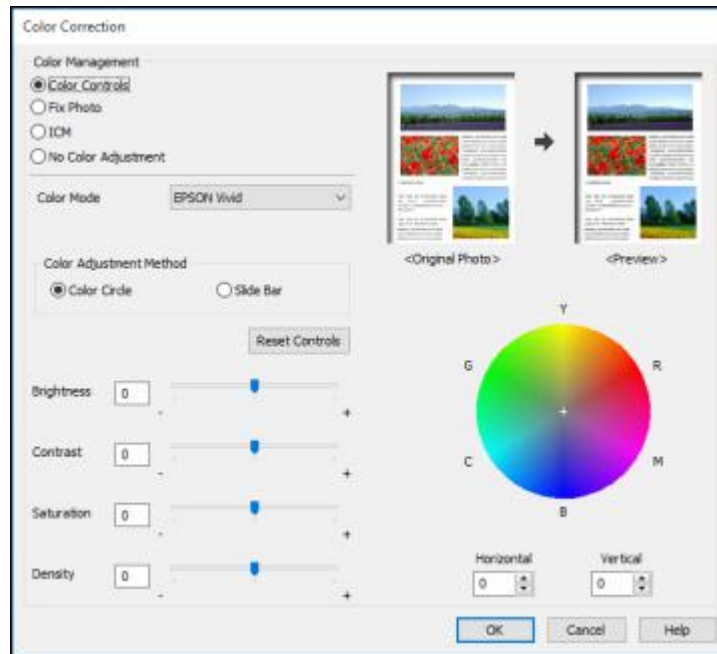 Color Correction
Color Management
Color Controls
Fix Photo
ICM
No Color Adjustment
Color Mode
EPSON Vivid
Color Adjustment Method
Color Circle
Slide Bar
Reset Controls
Brightness
0
-
+
Contrast
0
-
+
Saturation
0
-
+
Density
0
-
+
<Original Photo>
<Preview>
Y
G
R
C
M
B
Horizontal
Vertical
0
0
OK
Cancel
Help